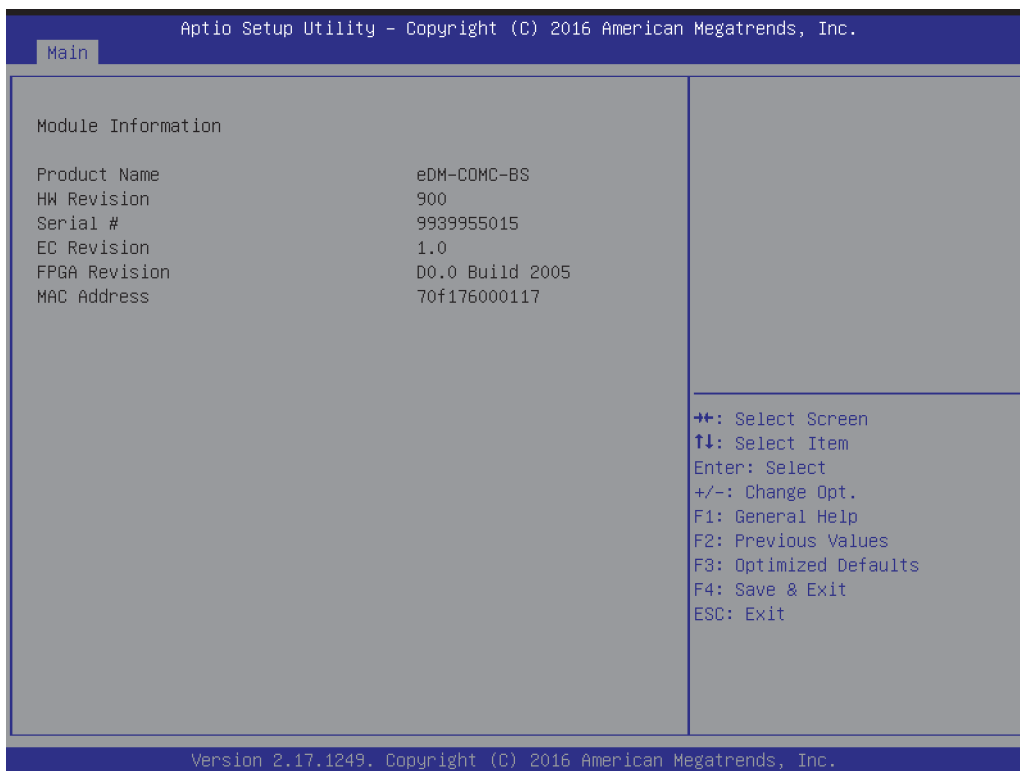 Aptio Setup Utility – Copyright (C) 2016 American Megatrends, Inc.
Main
Module Information
Product Name eDM-COMC-BS
HW Revision 900
Serial # 9939955015
EC Revision 1.0
FPGA Revision D0.0 Build 2005
MAC Address 70f176000117
→←: Select Screen
↑↓: Select Item
Enter: Select
+/-: Change Opt.
F1: General Help
F2: Previous Values
F3: Optimized Defaults
F4: Save & Exit
ESC: Exit
Version 2.17.1249. Copyright (C) 2016 American Megatrends, Inc.